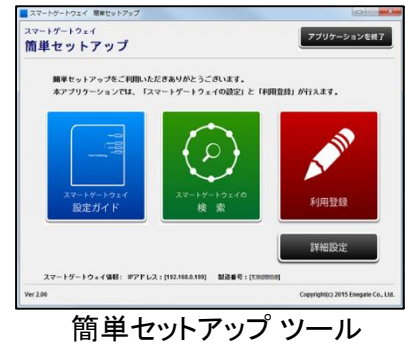 スマートゲートウェイ 簡単セットアップ
スマートゲートウェイ
簡単セットアップ
アプリケーションを終了
簡単セットアップをご利用いただきありがとうございます。
本アプリケーションでは、「スマートゲートウェイの設定」と「利用登録」が行えます。
スマートゲートウェイ
設定ガイド
スマートゲートウェイの
検 索
利用登録
詳細設定
スマートゲートウェイ情報： IPアドレス：[192.168.0.199] 製造番号：
Ver 2.00
Copyright(c) 2015 Enegate Co., Ltd.
簡単セットアップ ツール